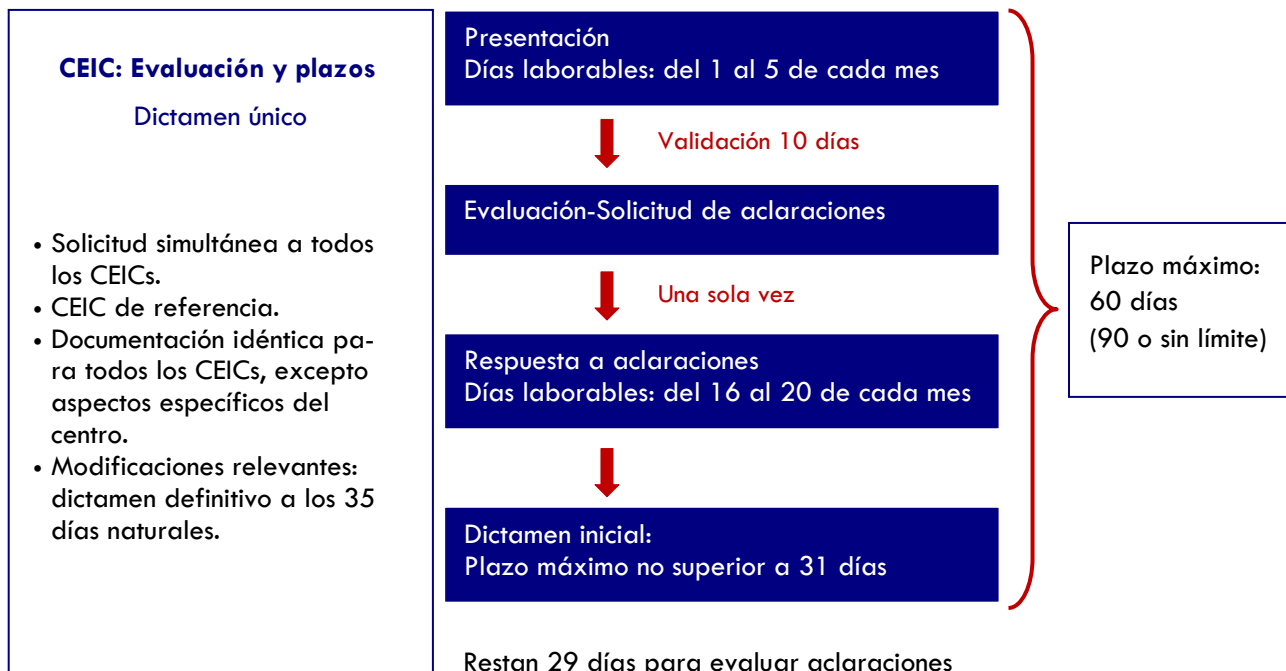 CEIC: Evaluación y plazos
Dictamen único
• Solicitud simultánea a todos
los CEICs.
• CEIC de referencia.
• Documentación idéntica pa-
ra todos los CEICs, excepto
aspectos específicos del
centro.
• Modificaciones relevantes:
dictamen definitivo a los 35
días naturales.
Presentación
Días laborables: del 1 al 5 de cada mes
Validación 10 días
Evaluación-Solicitud de aclaraciones
Una sola vez
Respuesta a aclaraciones
Días laborables: del 16 al 20 de cada mes
Dictamen inicial:
Plazo máximo no superior a 31 días
Restan 29 días para evaluar aclaraciones
Plazo máximo:
60 días
(90 o sin límite)